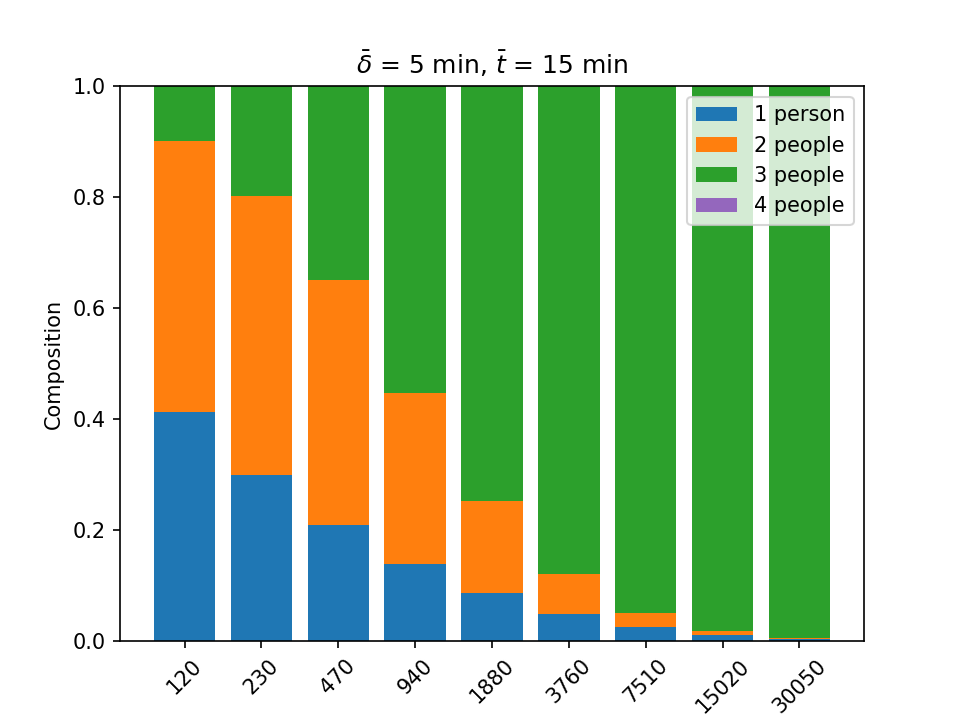 δ̄ = 5 min, t̄ = 15 min
1.0
0.8
0.6
0.4
0.2
0.0
Composition
1 person
2 people
3 people
4 people
120
230
470
940
1880
3760
7510
15020
30050